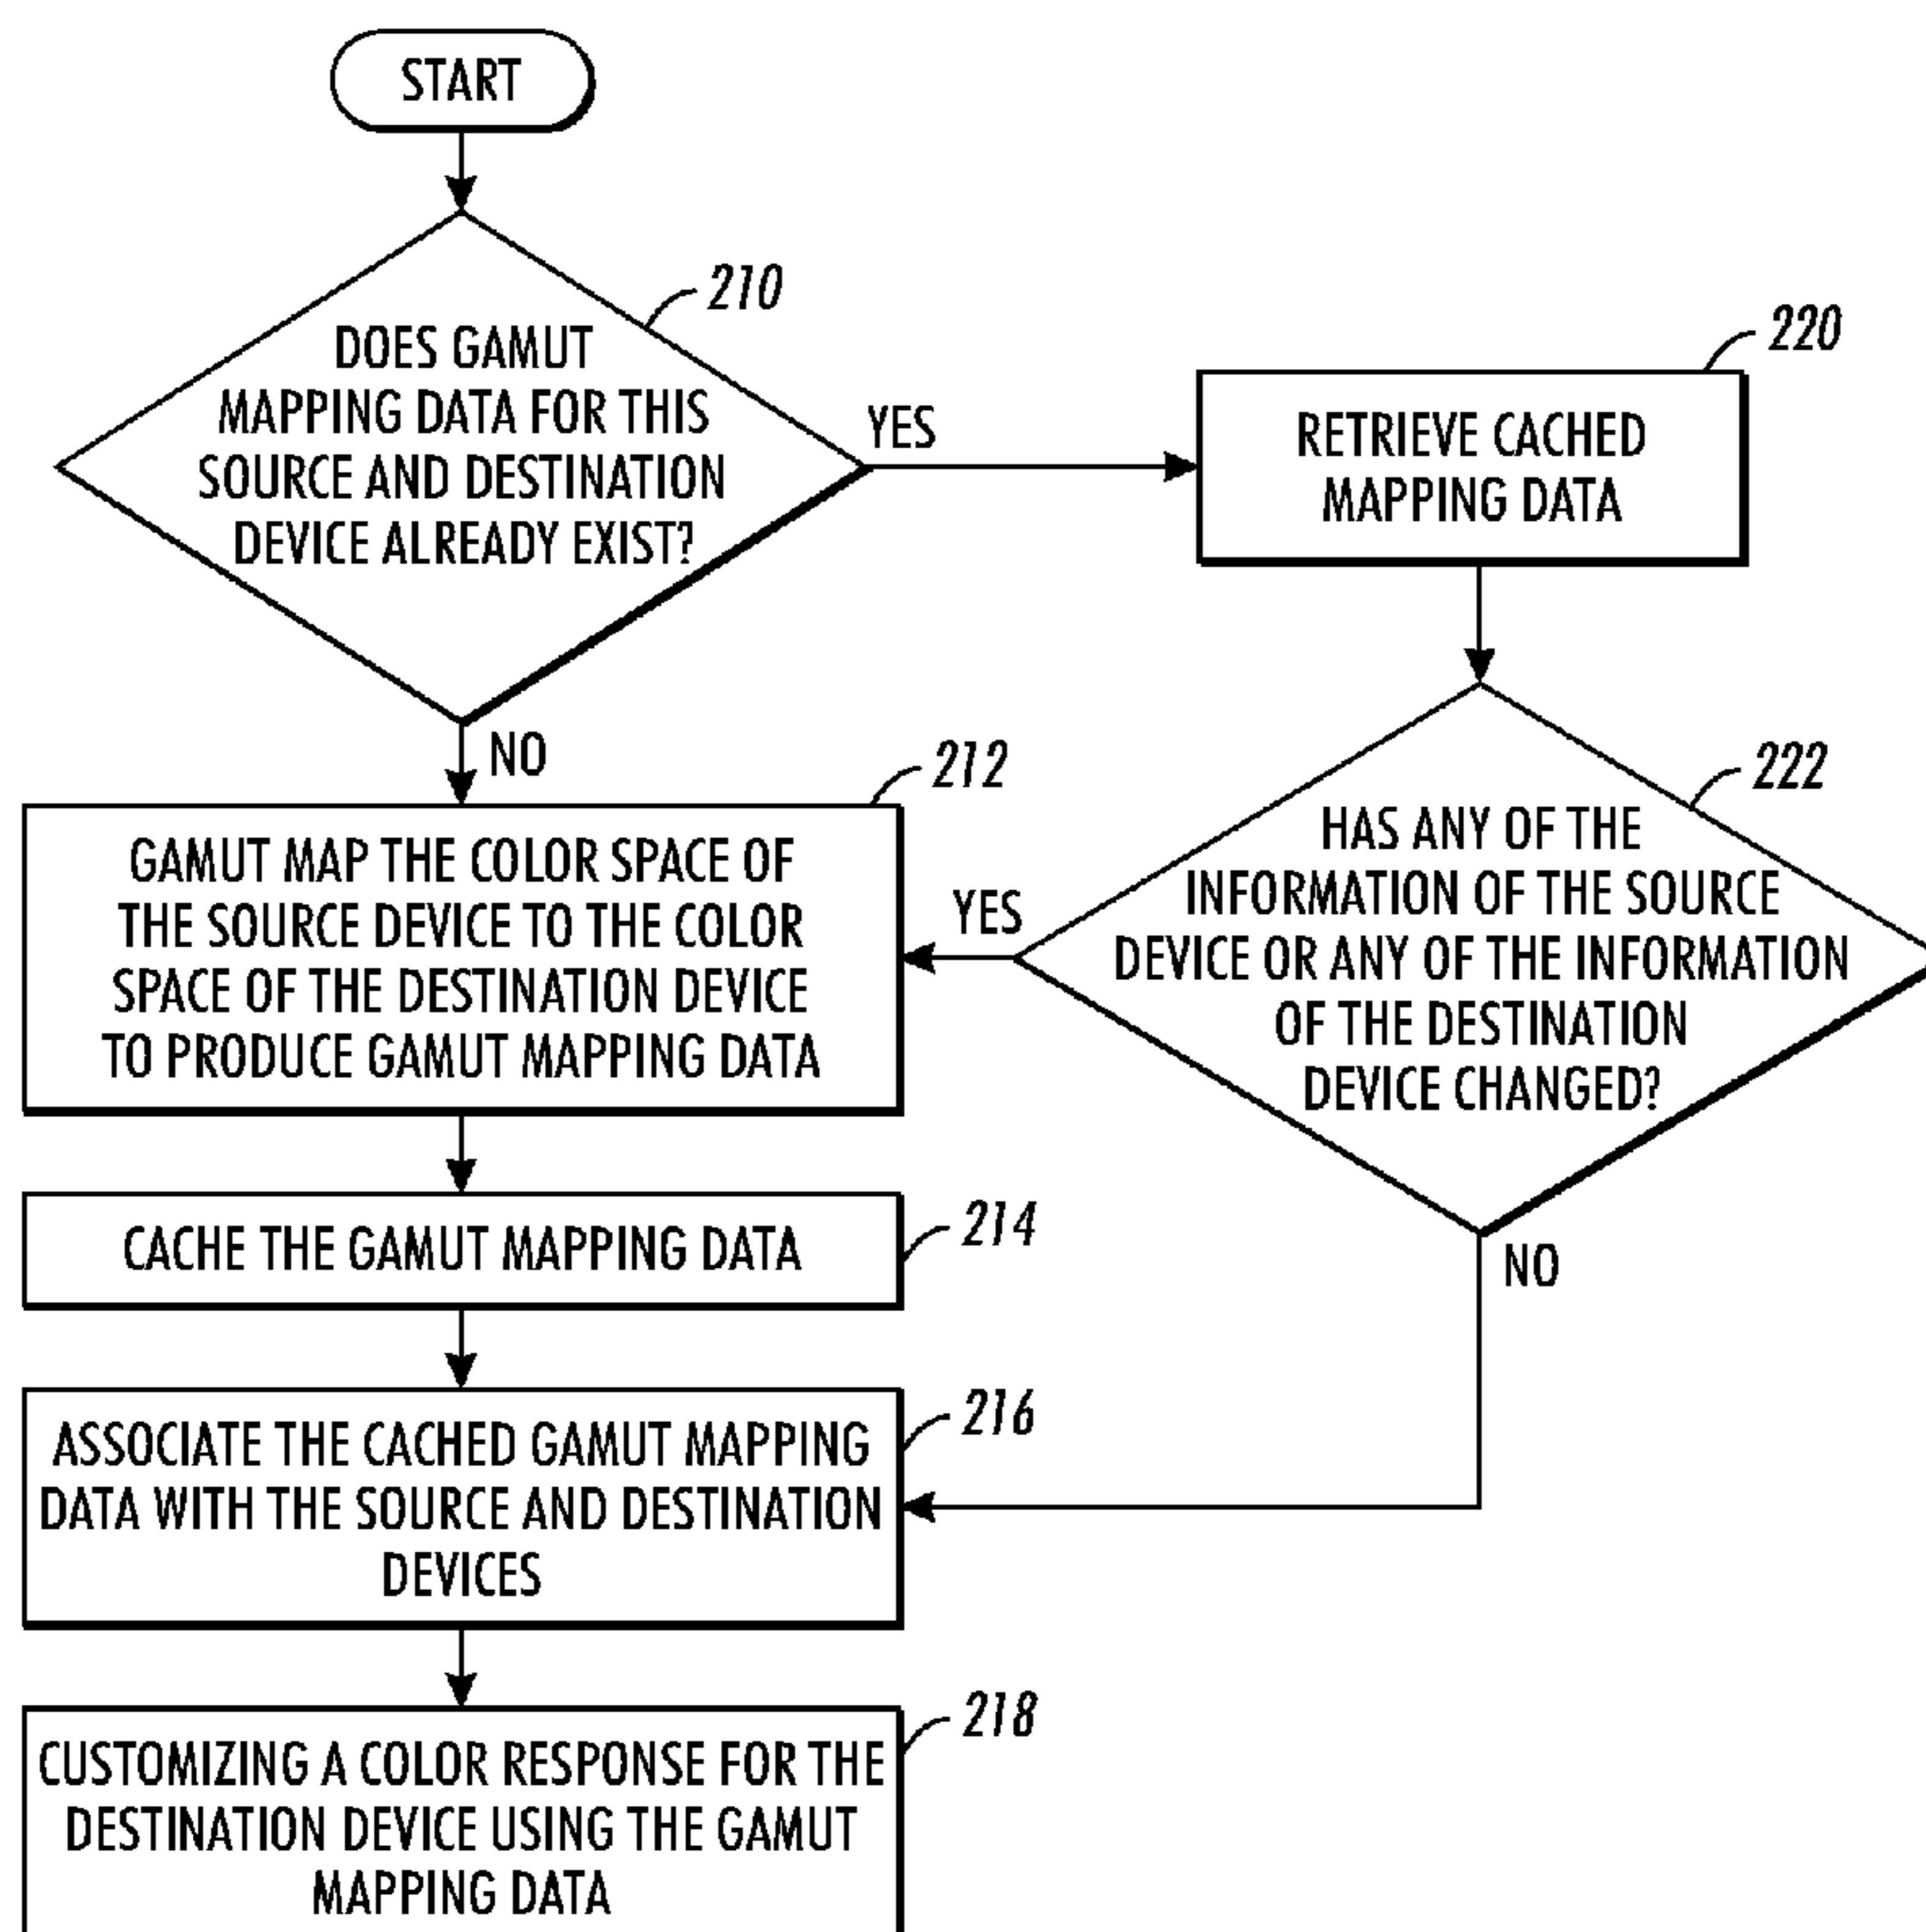 START
210
DOES GAMUT
MAPPING DATA FOR THIS
SOURCE AND DESTINATION
DEVICE ALREADY EXIST?
YES
NO
220
RETRIEVE CACHED
MAPPING DATA
222
HAS ANY OF THE
INFORMATION OF THE SOURCE
DEVICE OR ANY OF THE INFORMATION
OF THE DESTINATION
DEVICE CHANGED?
YES
NO
212
GAMUT MAP THE COLOR SPACE OF
THE SOURCE DEVICE TO THE COLOR
SPACE OF THE DESTINATION DEVICE
TO PRODUCE GAMUT MAPPING DATA
214
CACHE THE GAMUT MAPPING DATA
216
ASSOCIATE THE CACHED GAMUT MAPPING
DATA WITH THE SOURCE AND DESTINATION
DEVICES
218
CUSTOMIZING A COLOR RESPONSE FOR THE
DESTINATION DEVICE USING THE GAMUT
MAPPING DATA